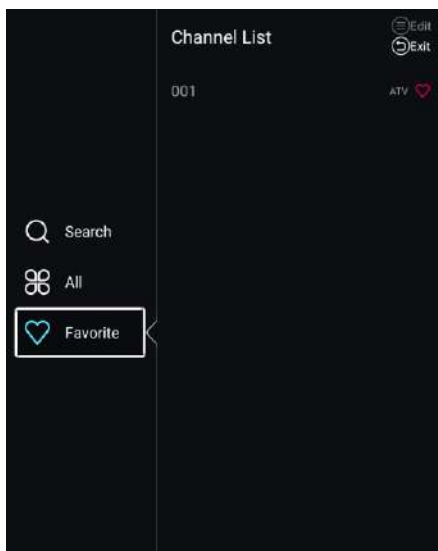 Channel List
Edit
Exit
001 ATV
Search
All
Favorite